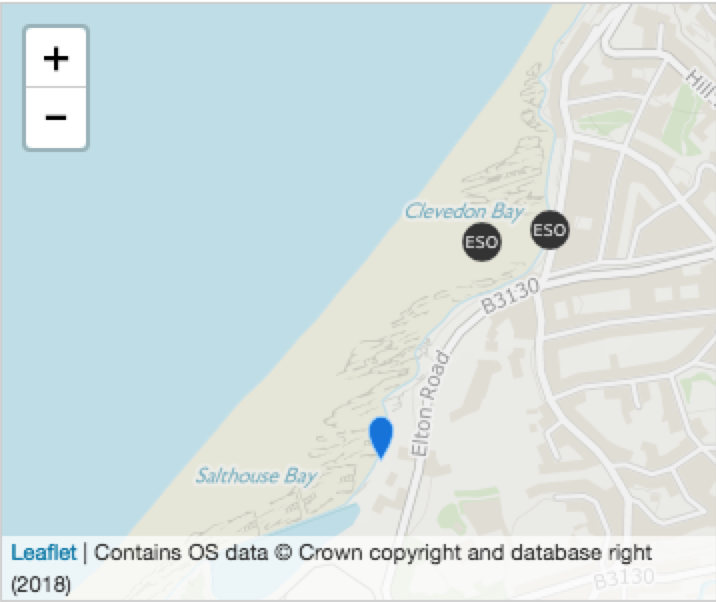 +
−
Hill
Clevedon Bay
ESO
ESO
B3130
Elton Road
Salthouse Bay
Leaflet | Contains OS data © Crown copyright and database right
(2018)
B3130